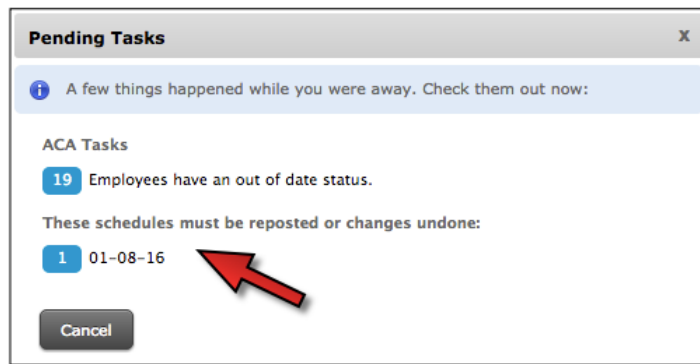 Pending Tasks x
i A few things happened while you were away. Check them out now:
ACA Tasks
19 Employees have an out of date status.
These schedules must be reposted or changes undone:
1 01-08-16
Cancel